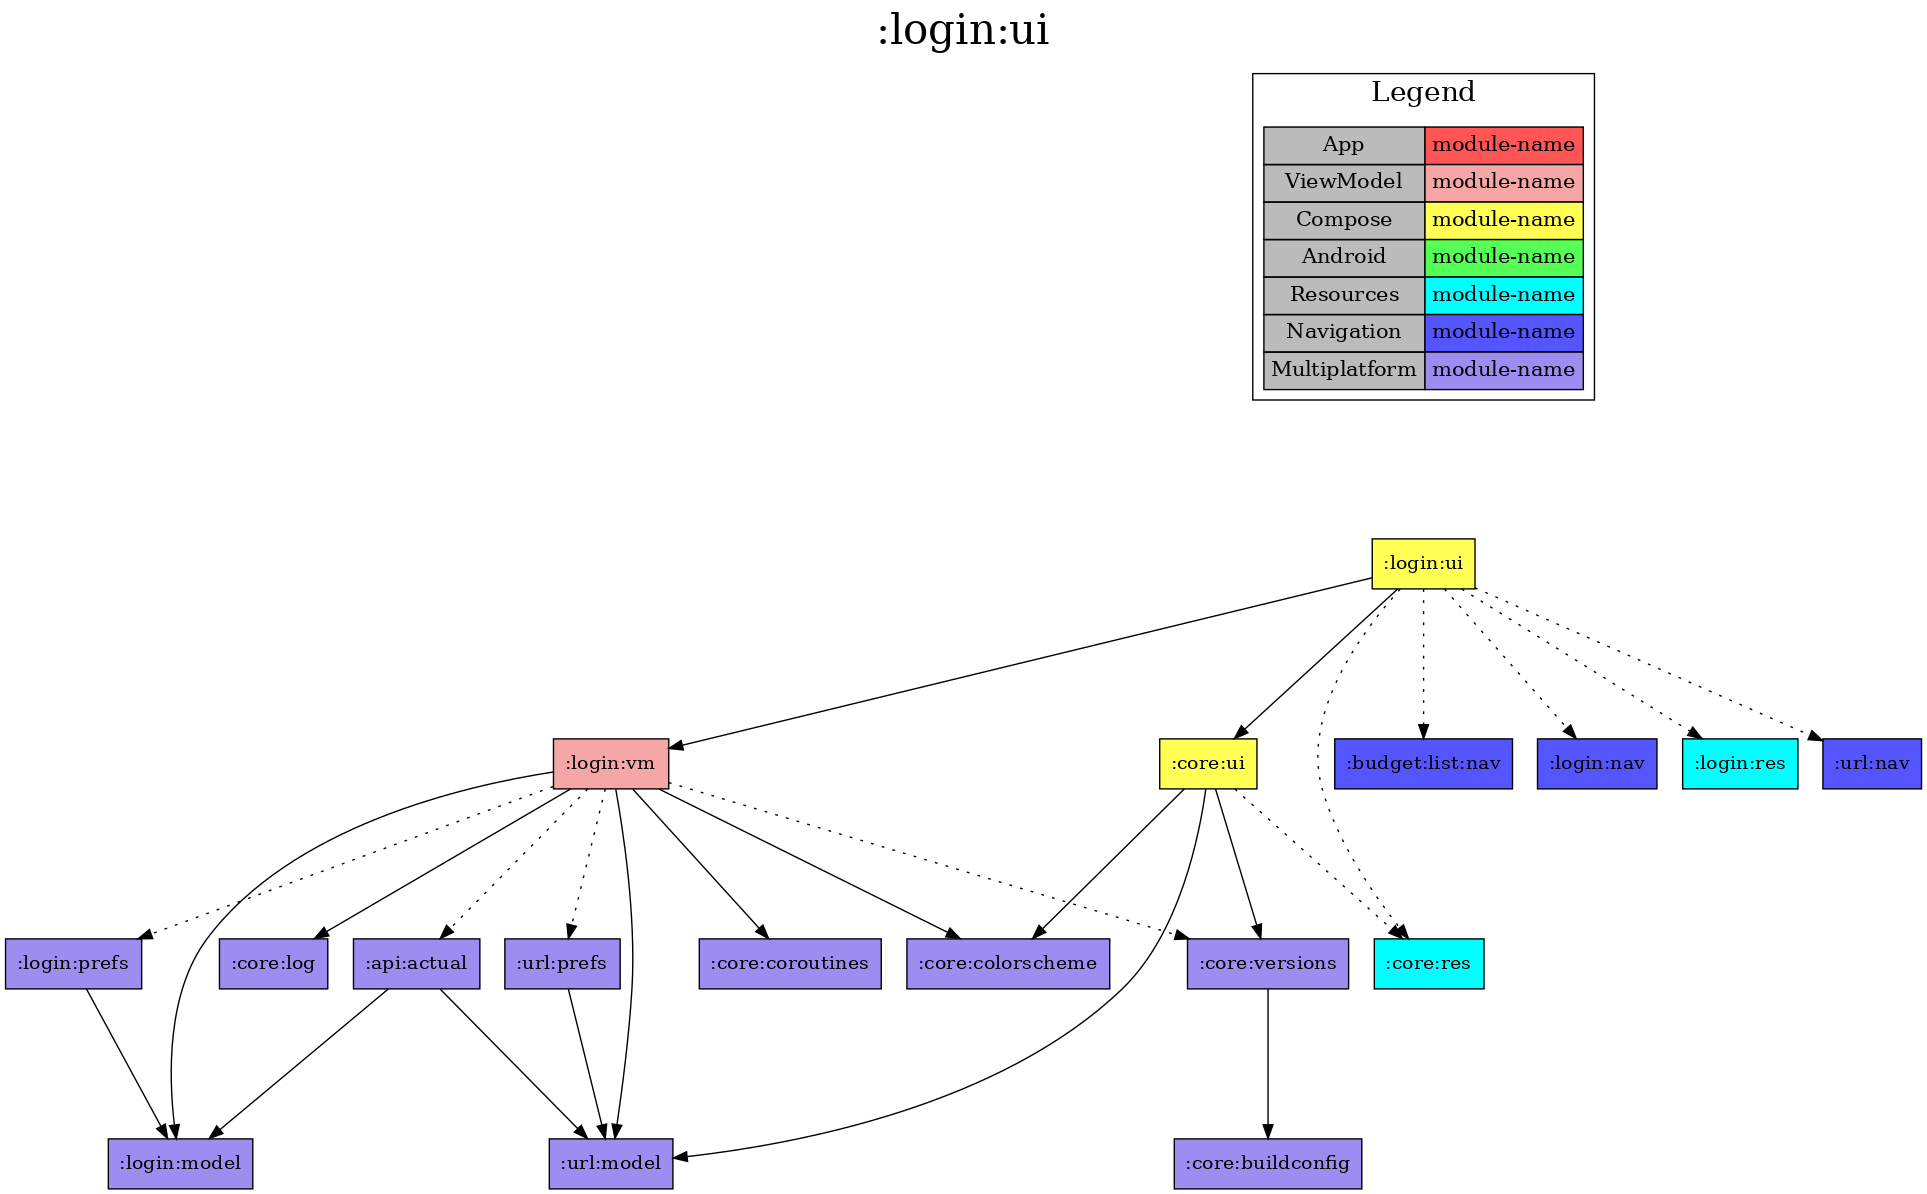 :login:ui
Legend
App module-name
ViewModel module-name
Compose module-name
Android module-name
Resources module-name
Navigation module-name
Multiplatform module-name
:login:ui
:login:vm
:core:ui
:budget:list:nav
:login:nav
:login:res
:url:nav
:login:prefs
:core:log
:api:actual
:url:prefs
:core:coroutines
:core:colorscheme
:core:versions
:core:res
:login:model
:url:model
:core:buildconfig